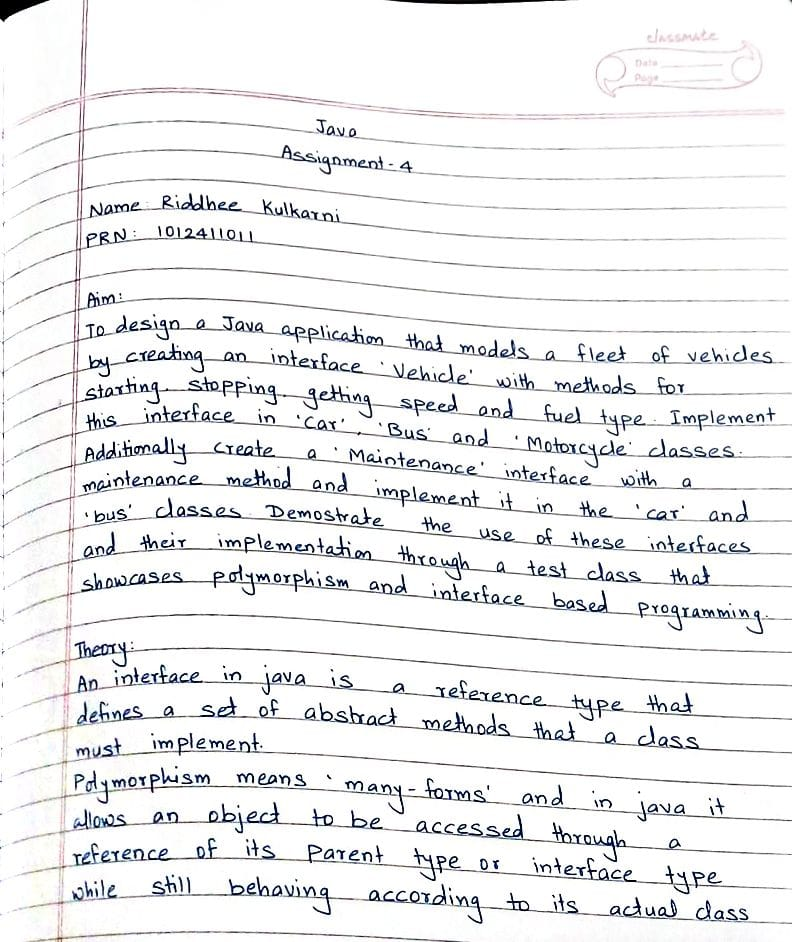 classmate
Date
Page
Java
Assignment - 4
Name: Riddhee Kulkarni
PRN: 1012411011
Aim:
To design a Java application that models a fleet of vehicles
by creating an interface 'Vehicle' with methods for
starting, stopping, getting speed and fuel type. Implement
this interface in 'Car', 'Bus' and 'Motorcycle' classes.
Additionally create a 'Maintenance' interface with a
maintenance method and implement it in the 'car' and
'bus' classes. Demostrate the use of these interfaces
and their implementation through a test class that
showcases polymorphism and interface based programming.
Theory:
An interface in java is a reference type that
defines a set of abstract methods that a class
must implement.
Polymorphism means 'many-forms' and in java it
allows an object to be accessed through a
reference of its parent type or interface type
while still behaving according to its actual class